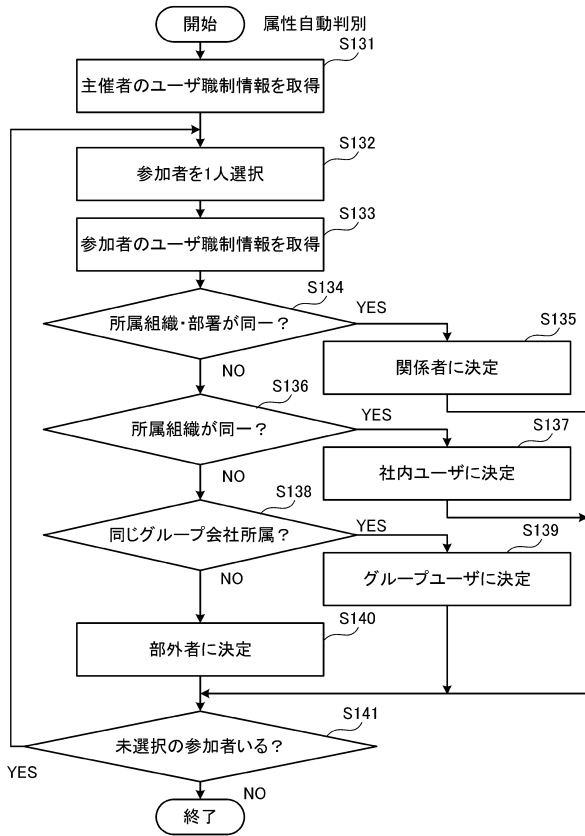 開始
属性自動判別
S131
主催者のユーザ職制情報を取得
S132
参加者を1人選択
S133
参加者のユーザ職制情報を取得
S134
所属組織・部署が同一？
YES
NO
S135
関係者に決定
S136
所属組織が同一？
YES
NO
S137
社内ユーザに決定
S138
同じグループ会社所属？
YES
NO
S139
グループユーザに決定
S140
部外者に決定
S141
未選択の参加者いる？
YES
NO
終了